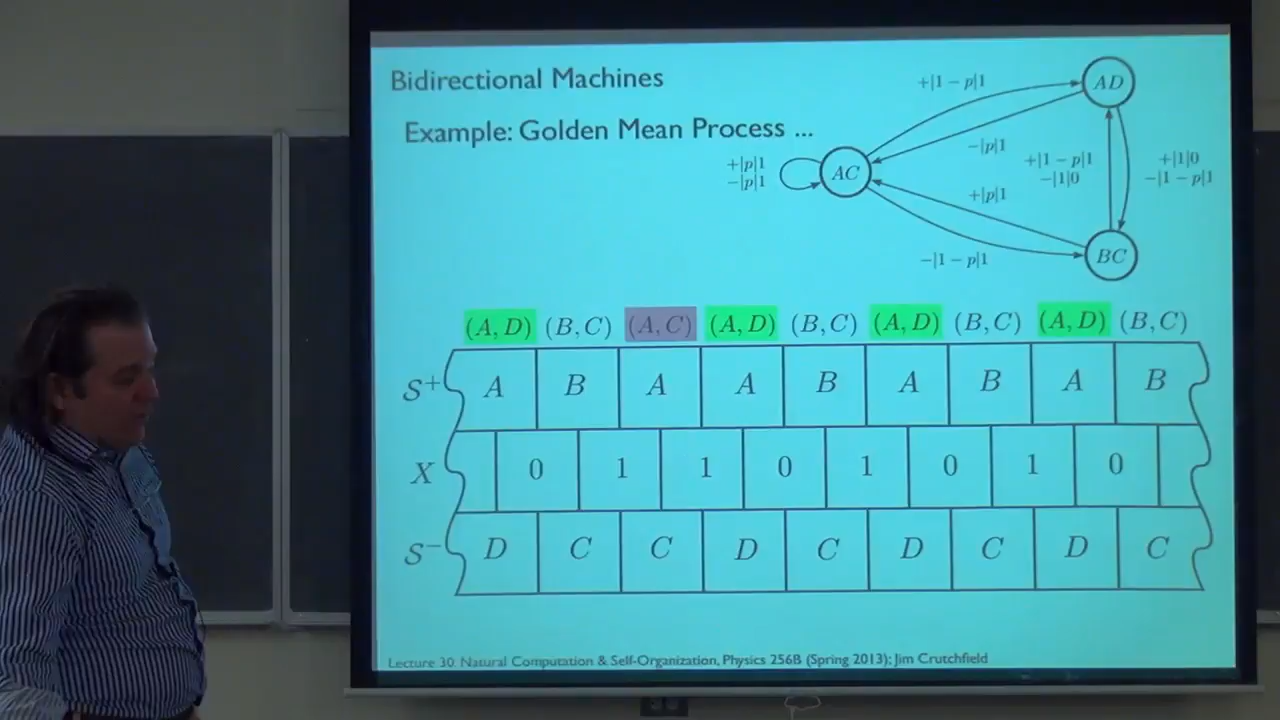 Bidirectional Machines
Example: Golden Mean Process ...
+|1 − p|1
AD
−|p|1
+|p|1
−|p|1
AC
+|1 − p|1
−|1|0
+|1|0
−|1 − p|1
+|p|1
−|1 − p|1
BC
(A, D) (B, C) (A, C) (A, D) (B, C) (A, D) (B, C) (A, D) (B, C)
S+ A B A A B A B A B
X 0 1 1 0 1 0 1 0
S− D C C D C D C D C
Lecture 30: Natural Computation & Self-Organization, Physics 256B (Spring 2013); Jim Crutchfield